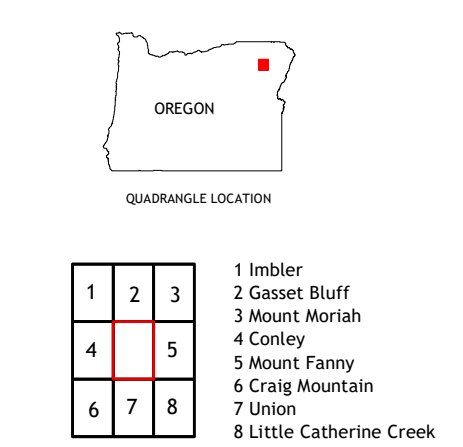 OREGON
QUADRANGLE LOCATION
1 2 3
4 5
6 7 8
1 Imbler
2 Gasset Bluff
3 Mount Moriah
4 Conley
5 Mount Fanny
6 Craig Mountain
7 Union
8 Little Catherine Creek